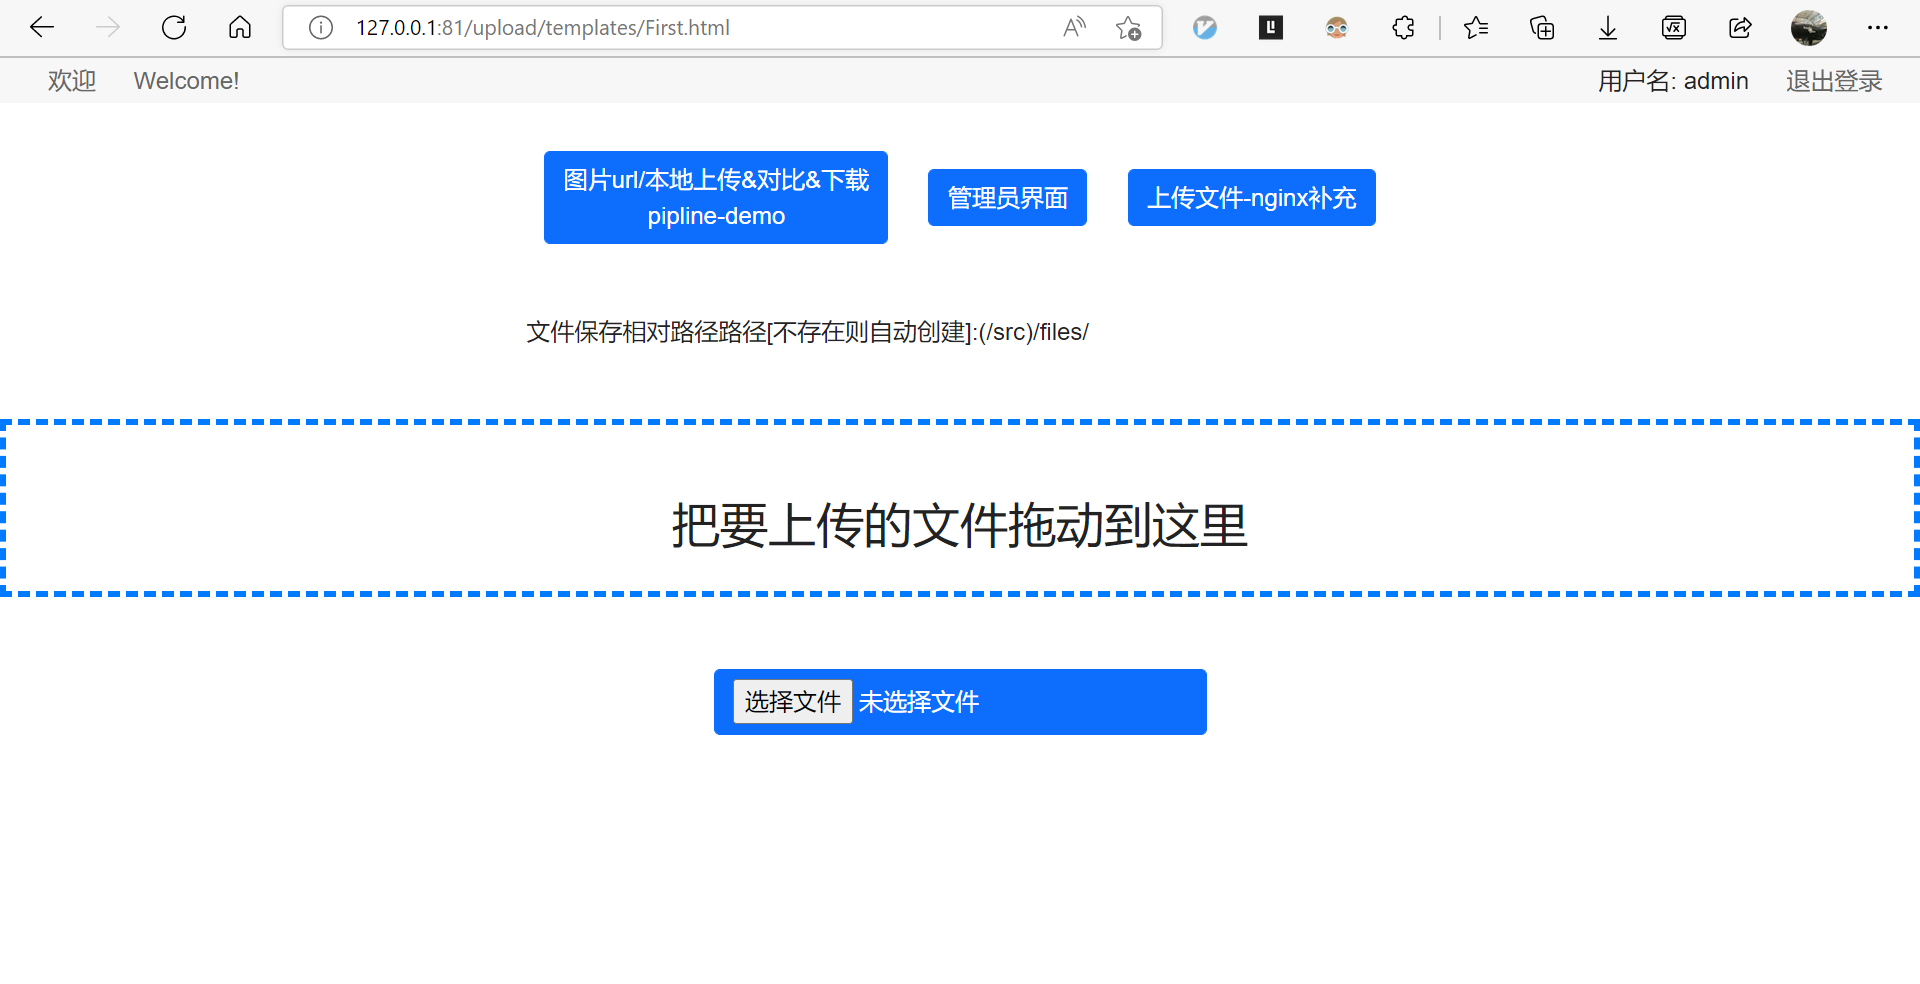 127.0.0.1:81/upload/templates/First.html
欢迎 Welcome! 用户名: admin 退出登录
图片url/本地上传&对比&下载
pipline-demo
管理员界面
上传文件-nginx补充
文件保存相对路径路径[不存在则自动创建]:(/src)/files/
把要上传的文件拖动到这里
选择文件 未选择文件